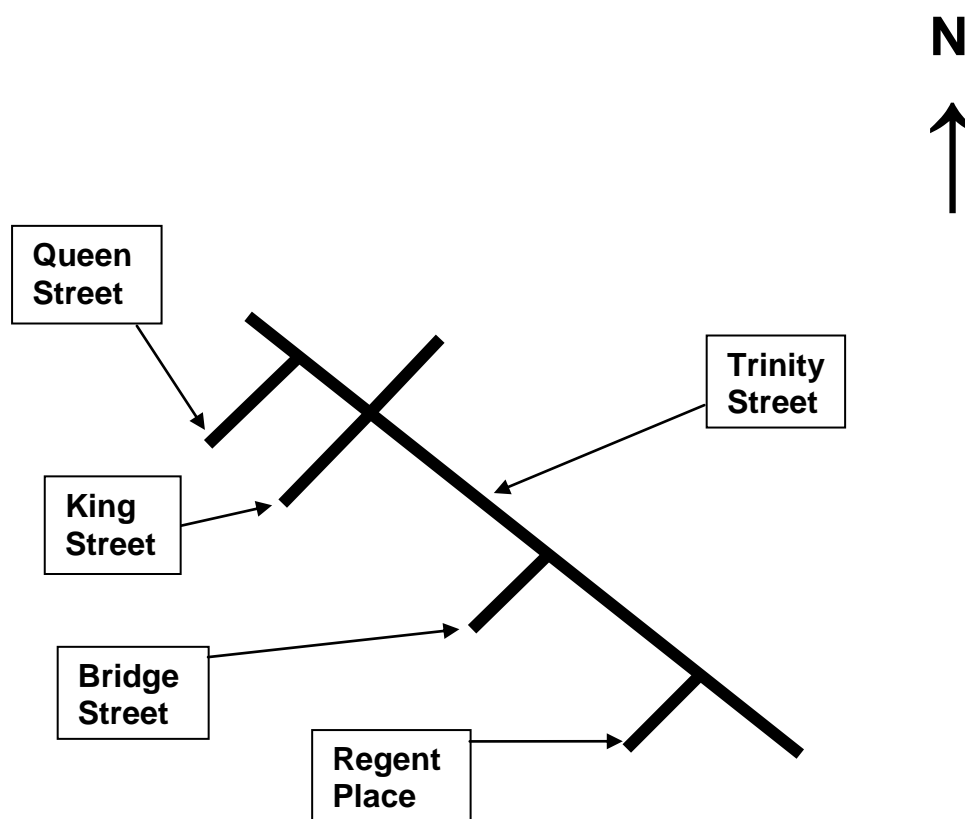 N
Queen
Street
Trinity
Street
King
Street
Bridge
Street
Regent
Place